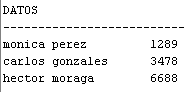 DATOS
-----------------------
monica perez 1289
carlos gonzales 3478
hector moraga 6688